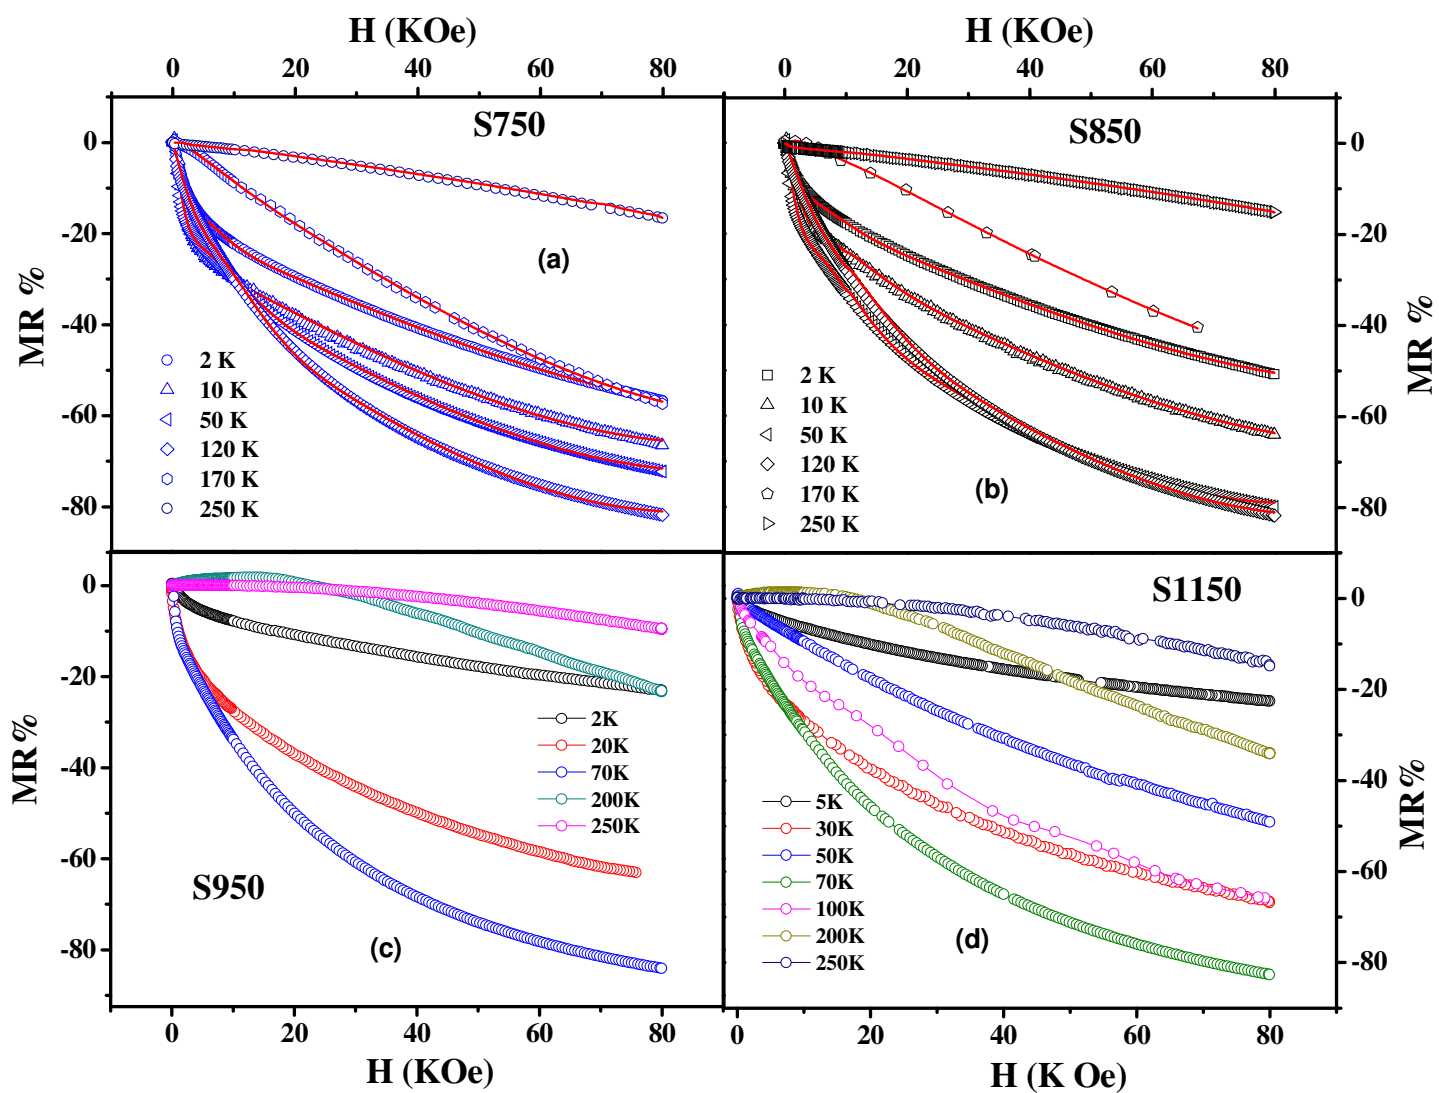 H (KOe)
H (KOe)
0 20 40 60 80
0 20 40 60 80
S750
S850
0
-20
-40
-60
-80
MR %
(a)
2 K
10 K
50 K
120 K
170 K
250 K
(b)
2 K
10 K
50 K
120 K
170 K
250 K
0
-20
-40
-60
-80
MR %
0
-20
-40
-60
-80
MR%
S950
(c)
2K
20K
70K
200K
250K
S1150
(d)
5K
30K
50K
70K
100K
200K
250K
0
-20
-40
-60
-80
MR%
0 20 40 60 80
0 20 40 60 80
H (KOe)
H (K Oe)